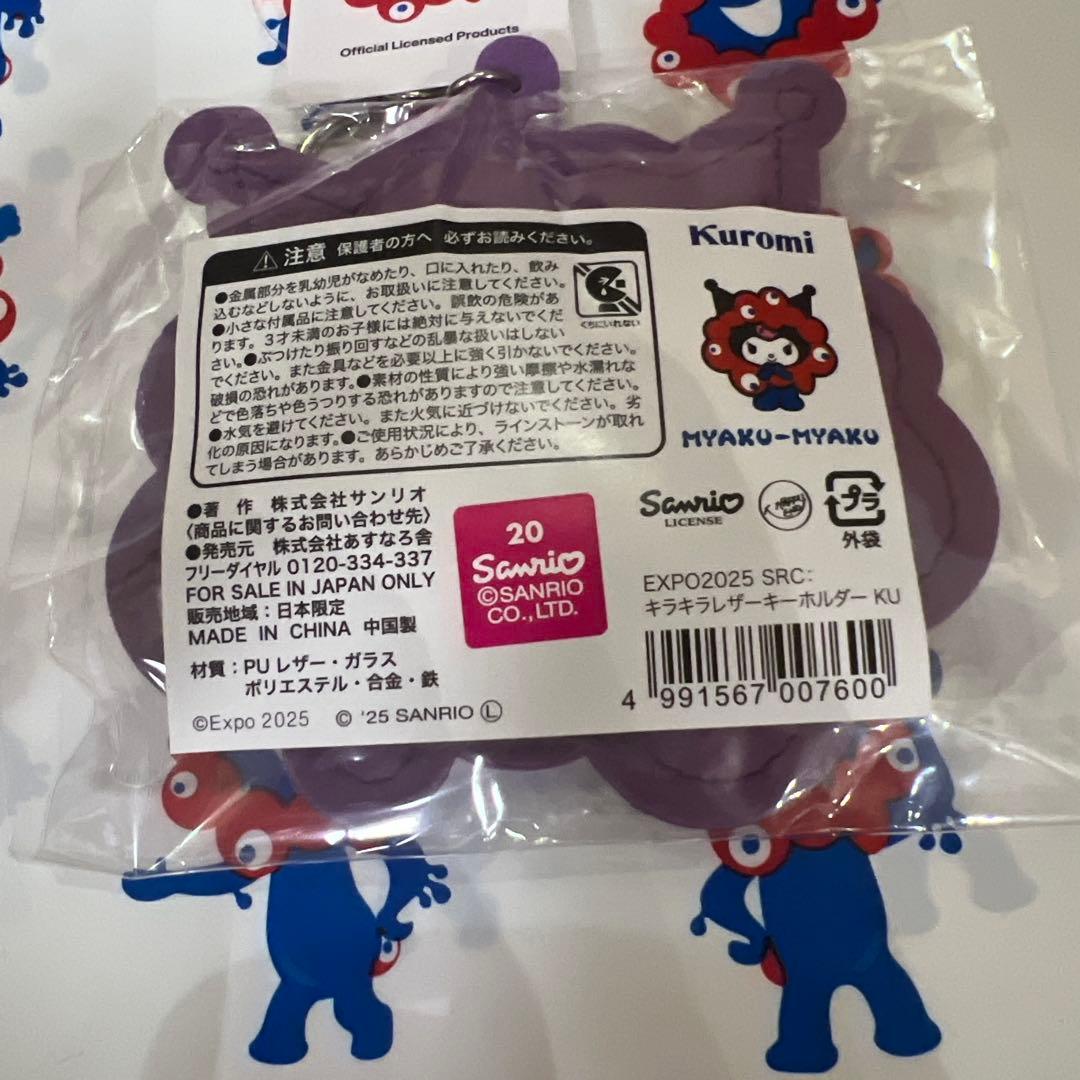 Official Licensed Products
⚠ 注意 保護者の方へ 必ずお読みください。
●金属部分を乳幼児がなめたり、口に入れたり、飲み
込むなどしないように、お取扱いに注意してください。
●小さな付属品に注意してください。誤飲の危険があ
ります。3才未満のお子様には絶対に与えないでくだ
さい。●ぶつけたり振り回すなどの乱暴な扱いはしない
でください。また金具などを必要以上に強く引かないでください。
破損の恐れがあります。●素材の性質により強い摩擦や水漏れな
どで色落ちや色うつりする恐れがありますので注意してください。
●水気を避けてください。また火気に近づけないでください。劣
化の原因になります。●ご使用状況により、ラインストーンが取れ
てしまう場合があります。あらかじめご了承ください。
くちにいれない
Kuromi
MYAKU-MYAKU
●著 作 株式会社サンリオ
〈商品に関するお問い合わせ先〉
●発売元 株式会社あすなろ舎
フリーダイヤル 0120-334-337
FOR SALE IN JAPAN ONLY
販売地域：日本限定
MADE IN CHINA 中国製
材質：PUレザー・ガラス
ポリエステル・合金・鉄
©Expo 2025 © '25 SANRIO Ⓛ
20
Sanrio
©SANRIO
CO., LTD.
Sanrio
LICENSE
プラ
外袋
EXPO2025 SRC:
キラキラレザーキーホルダー KU
4 991567 007600